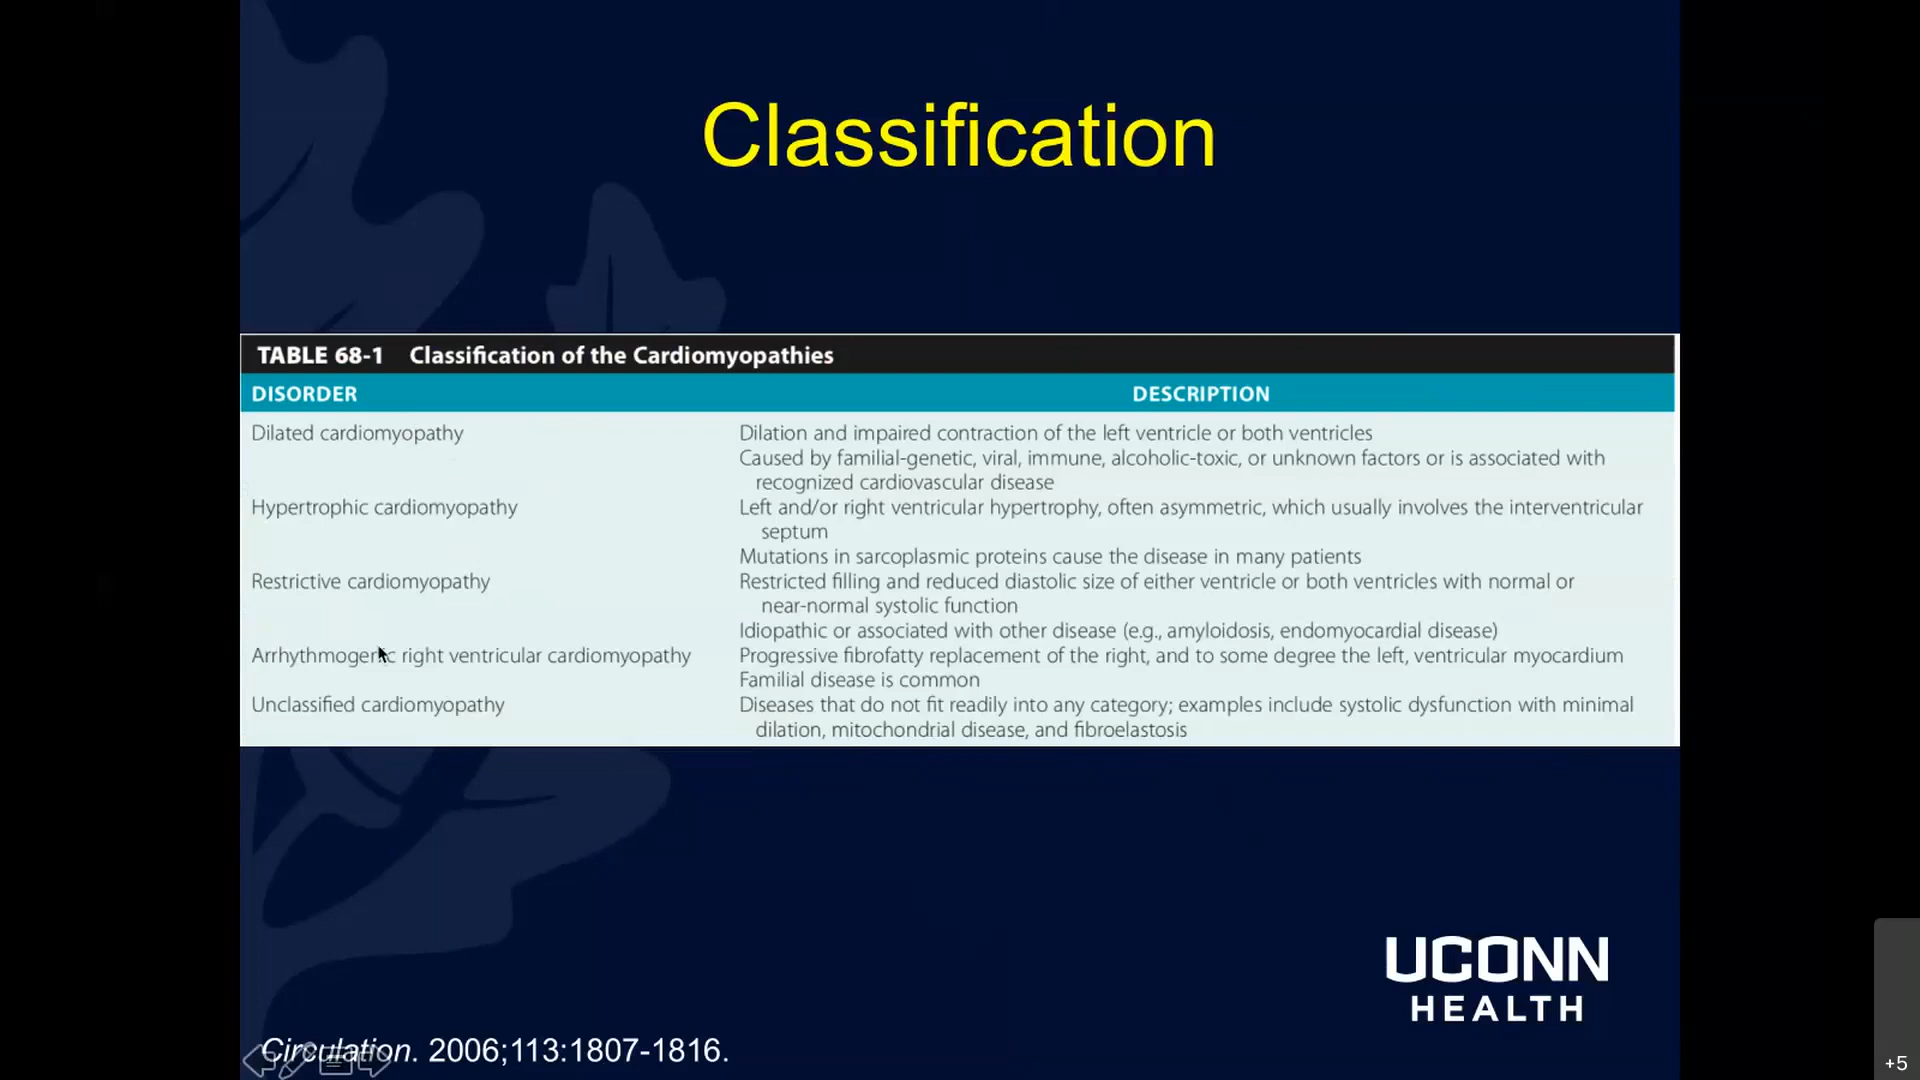 Classification
TABLE 68-1 Classification of the Cardiomyopathies
DISORDER DESCRIPTION
Dilated cardiomyopathy Dilation and impaired contraction of the left ventricle or both ventricles
Caused by familial-genetic, viral, immune, alcoholic-toxic, or unknown factors or is associated with
recognized cardiovascular disease
Hypertrophic cardiomyopathy Left and/or right ventricular hypertrophy, often asymmetric, which usually involves the interventricular
septum
Mutations in sarcoplasmic proteins cause the disease in many patients
Restrictive cardiomyopathy Restricted filling and reduced diastolic size of either ventricle or both ventricles with normal or
near-normal systolic function
Idiopathic or associated with other disease (e.g., amyloidosis, endomyocardial disease)
Arrhythmogenic right ventricular cardiomyopathy Progressive fibrofatty replacement of the right, and to some degree the left, ventricular myocardium
Familial disease is common
Unclassified cardiomyopathy Diseases that do not fit readily into any category; examples include systolic dysfunction with minimal
dilation, mitochondrial disease, and fibroelastosis
UCONN
HEALTH
Circulation. 2006;113:1807-1816.
+5